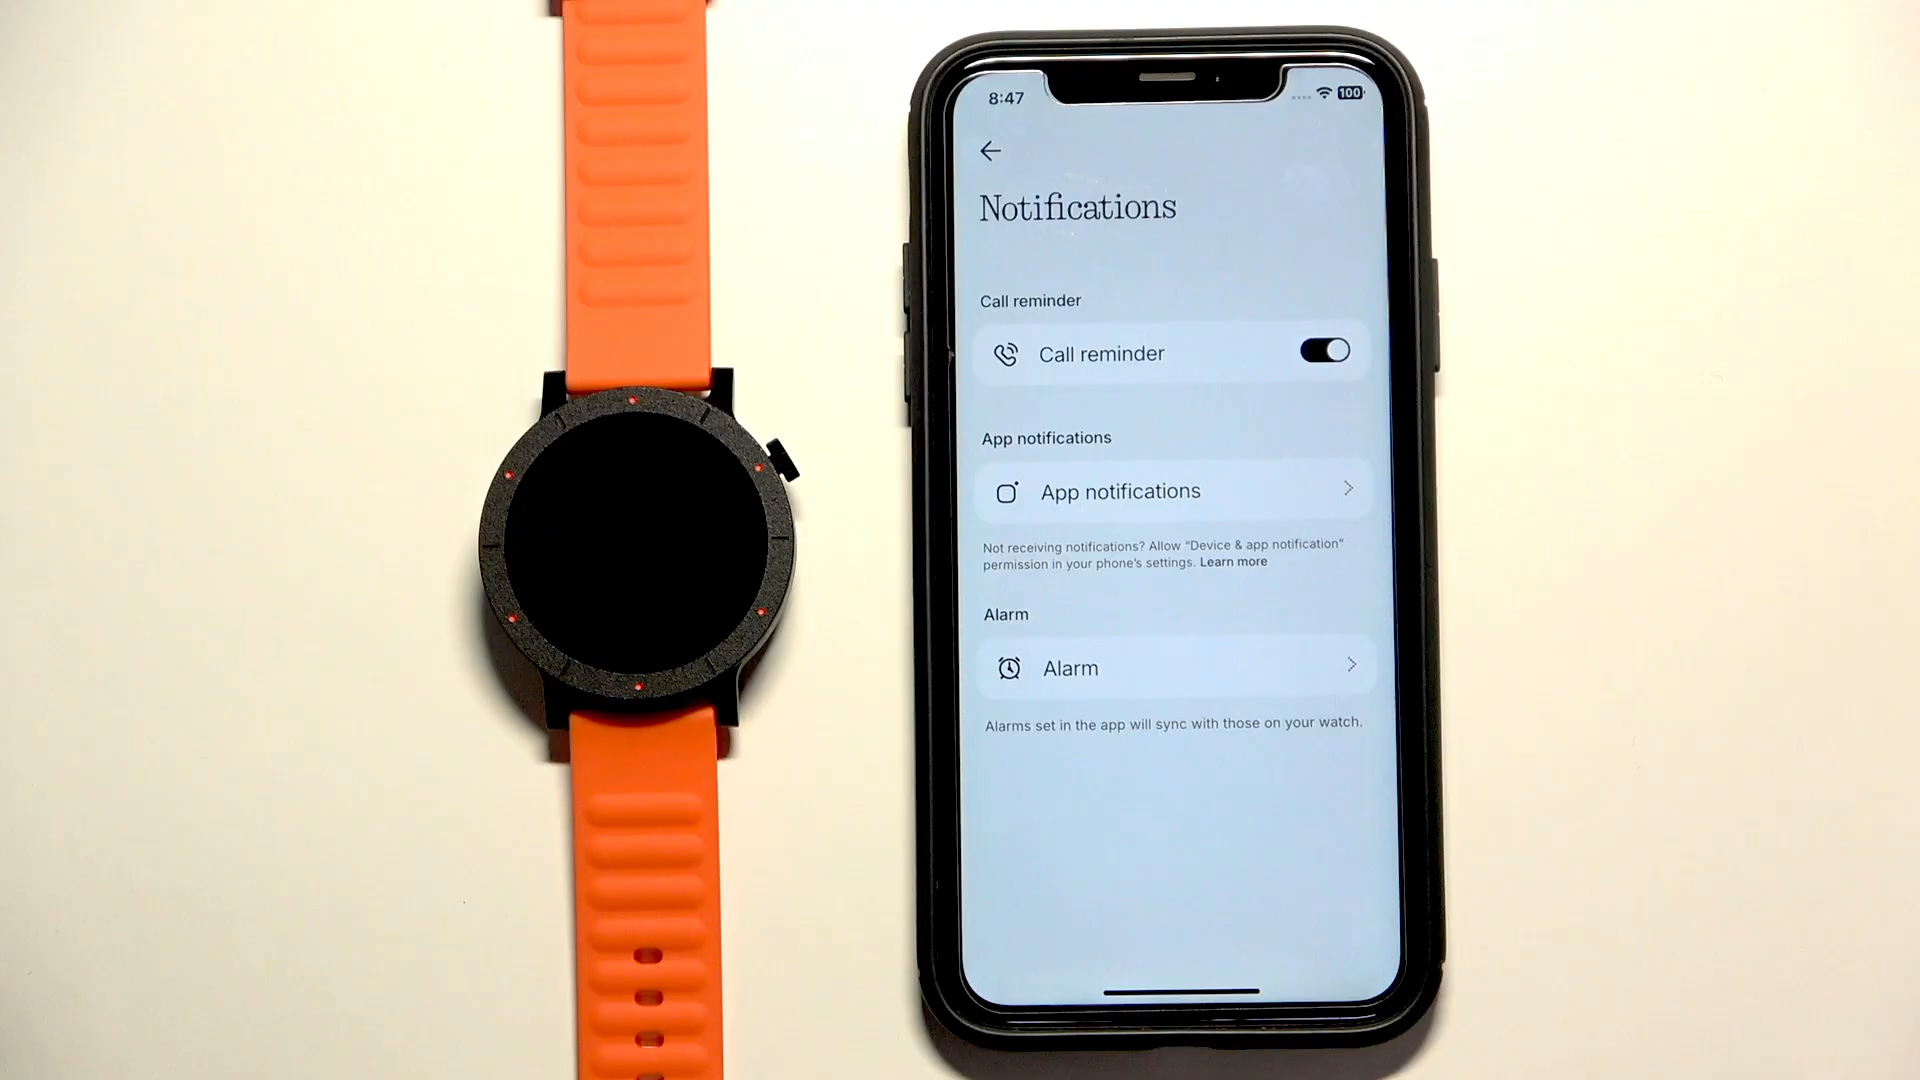 8:47
100
Notifications
Call reminder
Call reminder
App notifications
App notifications
Not receiving notifications? Allow “Device & app notification”
permission in your phone's settings. Learn more
Alarm
Alarm
Alarms set in the app will sync with those on your watch.